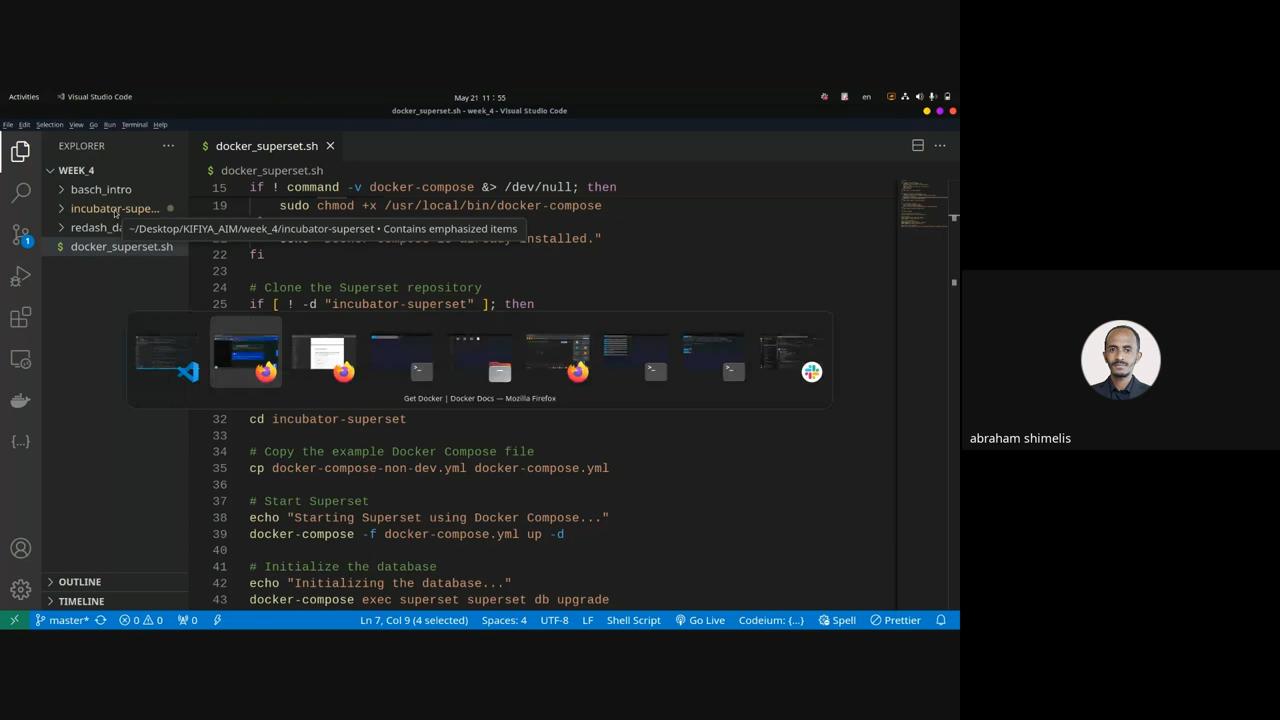 Activities
Visual Studio Code
May 21 11 : 55
en
docker_superset.sh - week_4 - Visual Studio Code
File Edit Selection View Go Run Terminal Help
EXPLORER
docker_superset.sh
WEEK_4
docker_superset.sh
basch_intro
15 if ! command -v docker-compose &> /dev/null; then
incubator-supe...
19 sudo chmod +x /usr/local/bin/docker-compose
redash_da
~/Desktop/KIFIYA_AIM/week_4/incubator-superset • Contains emphasized items
docker_superset.sh
is already installed."
22 fi
23
24 # Clone the Superset repository
25 if [ ! -d "incubator-superset" ]; then
Get Docker | Docker Docs — Mozilla Firefox
32 cd incubator-superset
33
34 # Copy the example Docker Compose file
35 cp docker-compose-non-dev.yml docker-compose.yml
36
37 # Start Superset
38 echo "Starting Superset using Docker Compose..."
39 docker-compose -f docker-compose.yml up -d
40
41 # Initialize the database
42 echo "Initializing the database..."
43 docker-compose exec superset superset db upgrade
OUTLINE
TIMELINE
master* 0 0 0 Ln 7, Col 9 (4 selected) Spaces: 4 UTF-8 LF Shell Script Go Live Codeium: {...} Spell Prettier
1
abraham shimelis